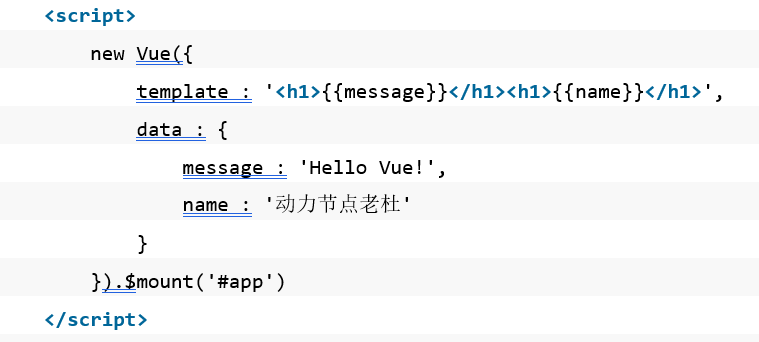 <script>
new Vue({
template : '<h1>{{message}}</h1><h1>{{name}}</h1>',
data : {
message : 'Hello Vue!',
name : '动力节点老杜'
}
}).$mount('#app')
</script>